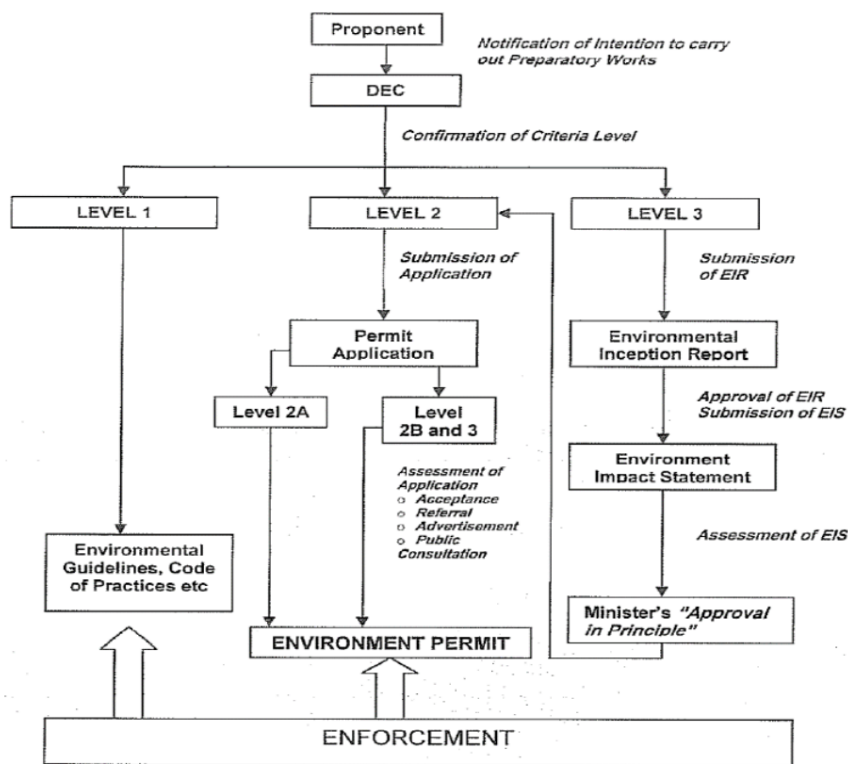 Proponent
Notification of Intention to carry
out Preparatory Works
DEC
Confirmation of Criteria Level
LEVEL 1
LEVEL 2
LEVEL 3
Submission of
Application
Submission
of EIR
Permit
Application
Environmental
Inception Report
Level 2A
Level
2B and 3
Approval of EIR
Submission of EIS
Environment
Impact Statement
Assessment of
Application
o Acceptance
o Referral
o Advertisement
o Public
Consultation
Assessment of EIS
Environmental
Guidelines, Code
of Practices etc
Minister's "Approval
in Principle"
ENVIRONMENT PERMIT
ENFORCEMENT